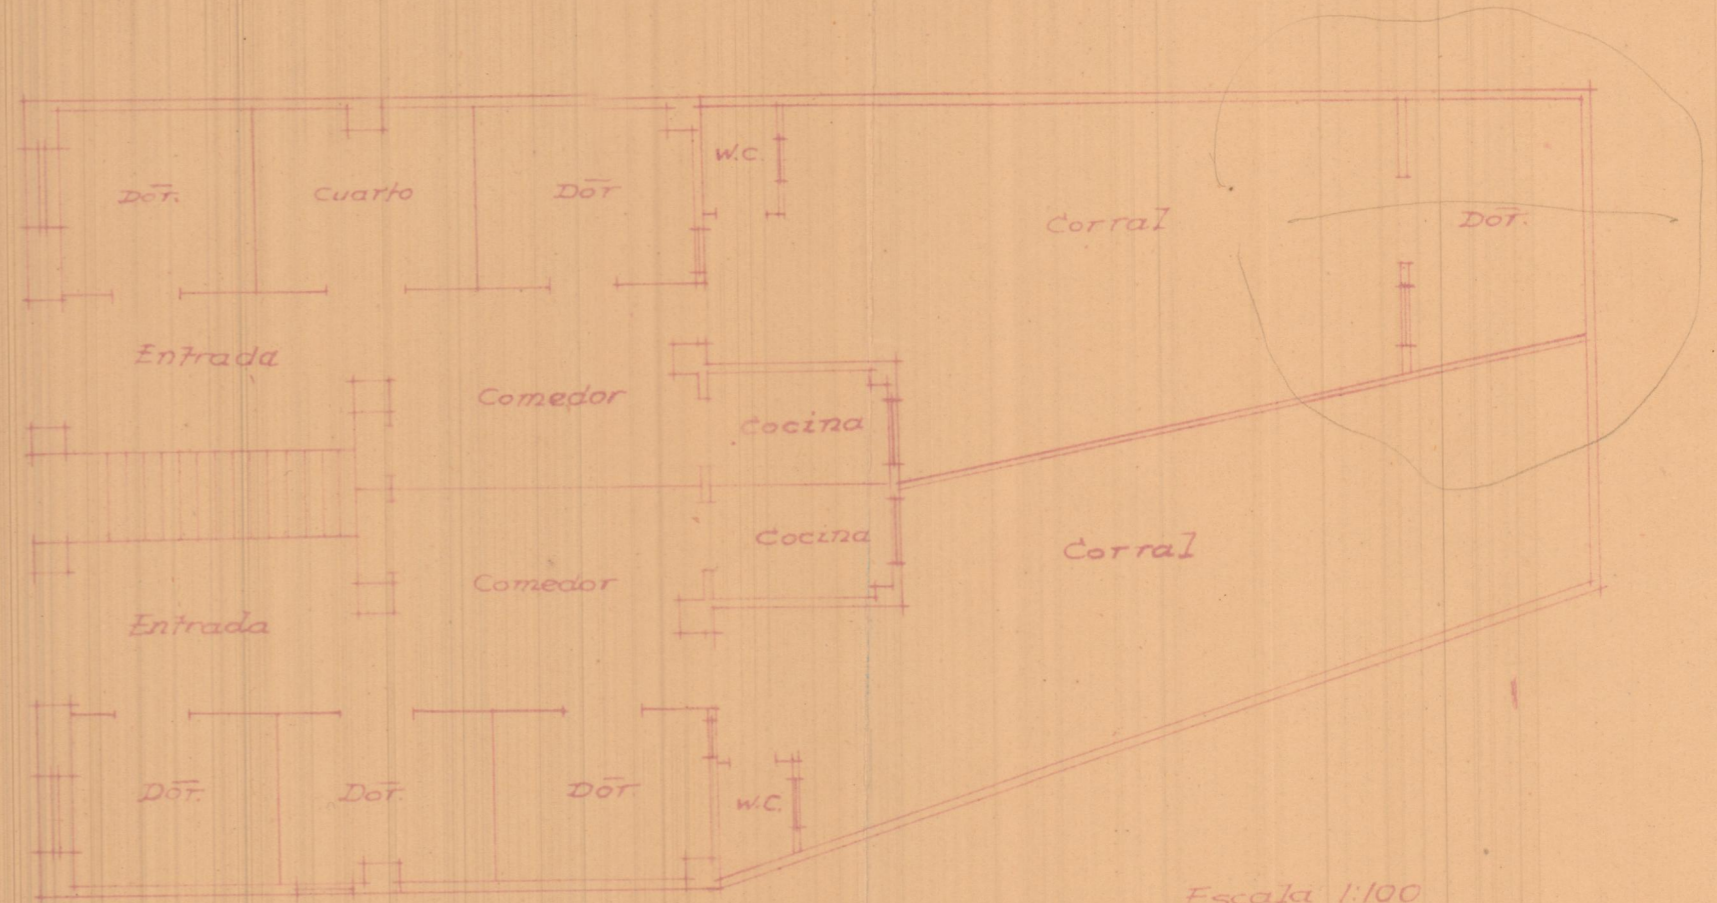 W.C.
Dor.
Cuarto
Dor
Corral
Dor.
Entrada
Comedor
Cocina
Cocina
Corral
Comedor
Entrada
Dor.
Dor.
Dor.
W.C.
Escala 1:100